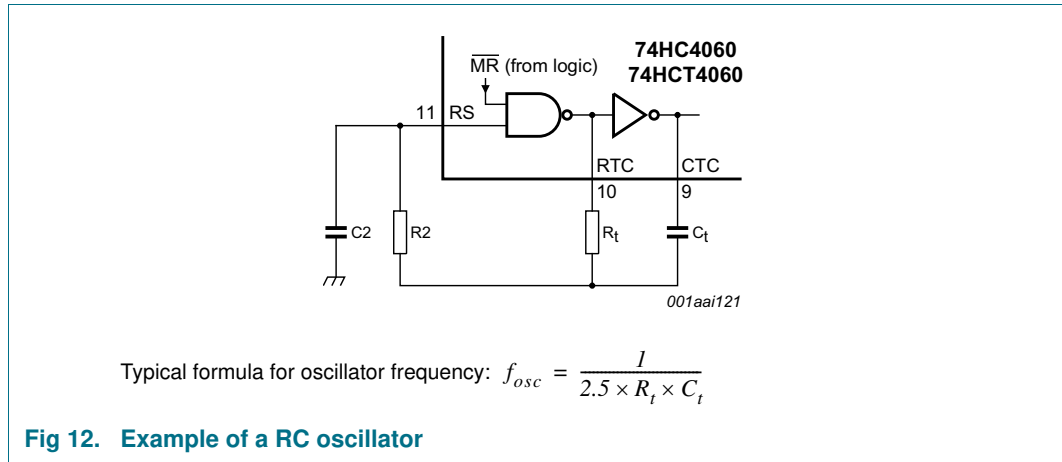 74HC4060
74HCT4060
MR (from logic)
11 RS
RTC CTC
10 9
C2 R2 Rt Ct
001aai121
Typical formula for oscillator frequency: fosc = 1 / (2.5 × Rt × Ct)
Fig 12. Example of a RC oscillator